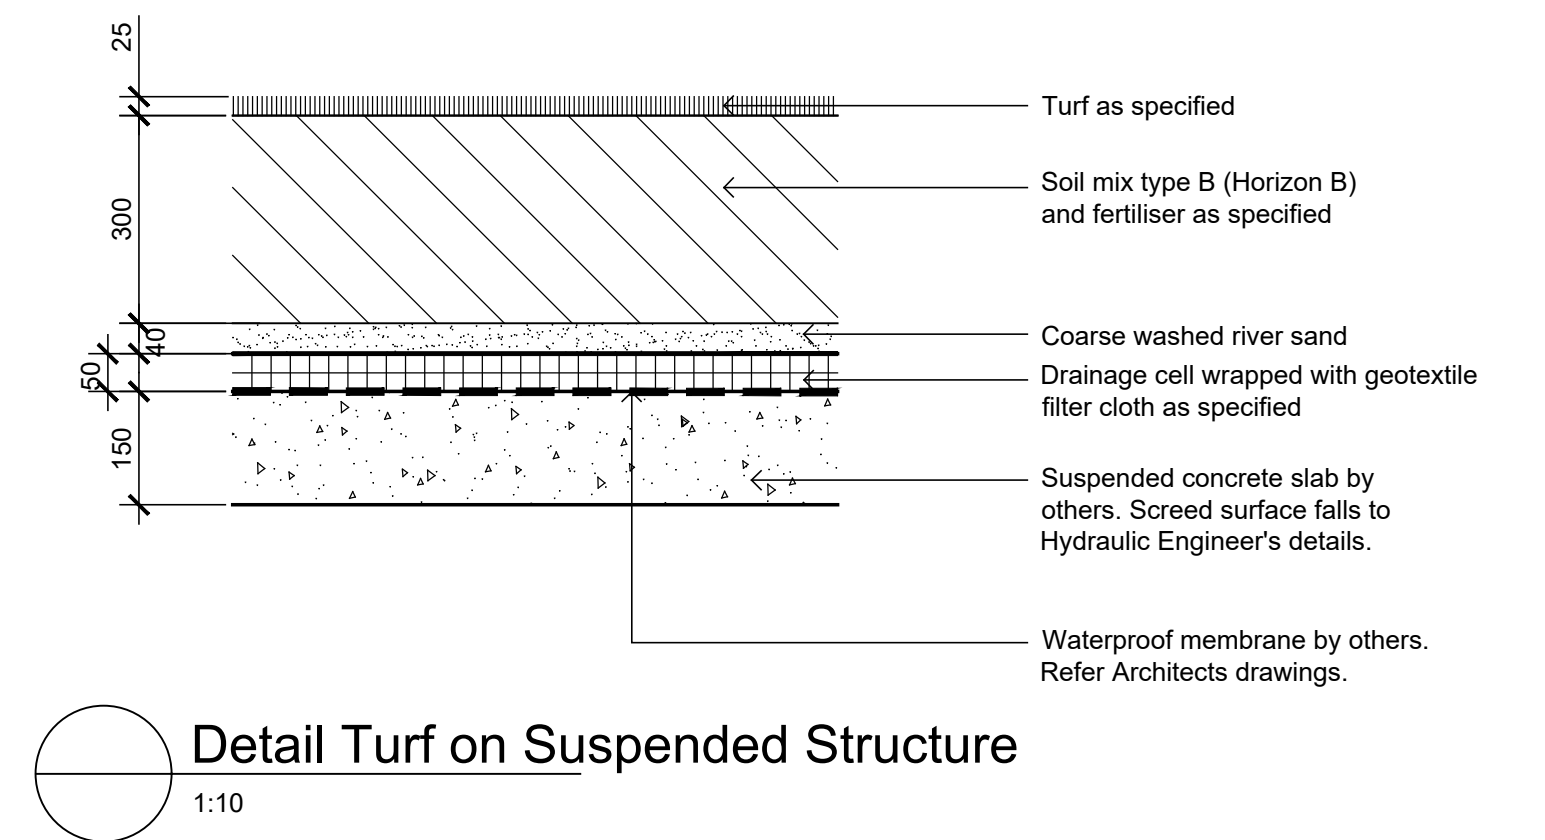 25
Turf as specified
300
Soil mix type B (Horizon B)
and fertiliser as specified
40
Coarse washed river sand
50
Drainage cell wrapped with geotextile
filter cloth as specified
150
Suspended concrete slab by
others. Screed surface falls to
Hydraulic Engineer's details.
Waterproof membrane by others.
Refer Architects drawings.
Detail Turf on Suspended Structure
1:10